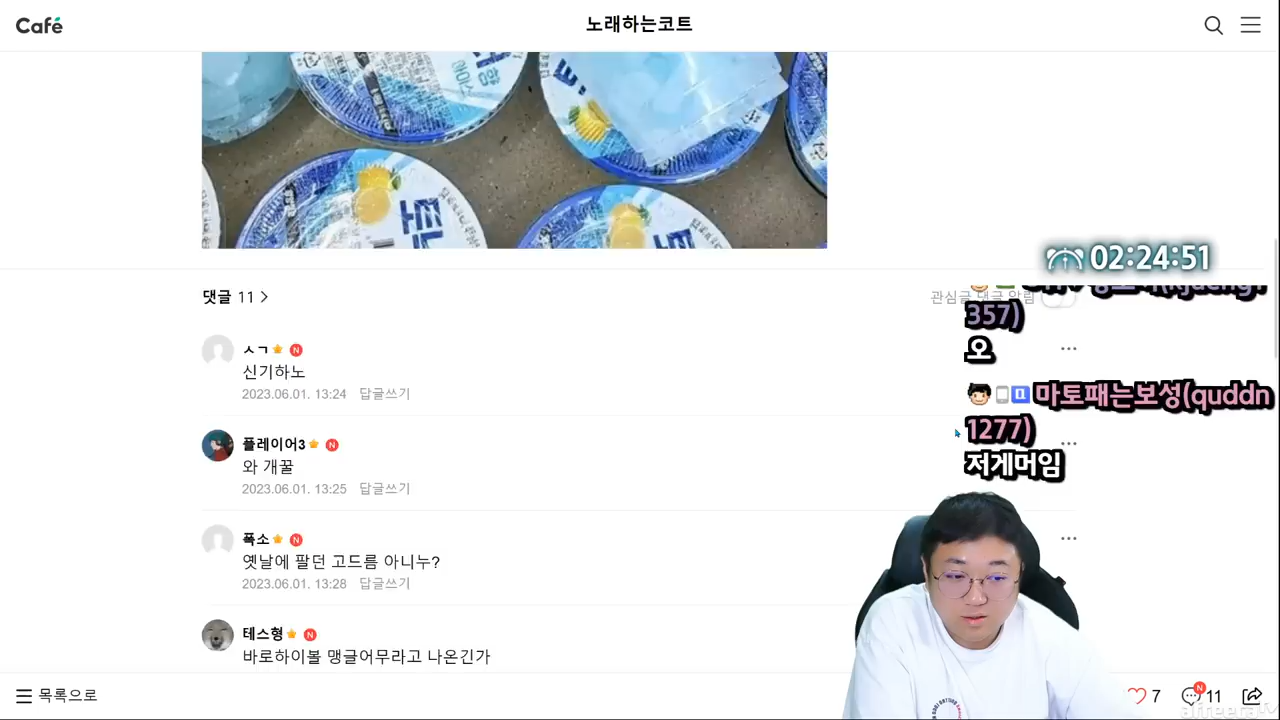 Café
노래하는코트
02:24:51
댓글 11
관심글 댓글 알림
357)
오
ㅅㄱ
신기하노
2023.06.01. 13:24 답글쓰기
마토패는보성(quddn
1277)
저게머임
플레이어3
와 개꿀
2023.06.01. 13:25 답글쓰기
폭소
옛날에 팔던 고드름 아니누?
2023.06.01. 13:28 답글쓰기
테스형
바로하이볼 맹글어무라고 나온긴가
목록으로
7
11
afreecaTV